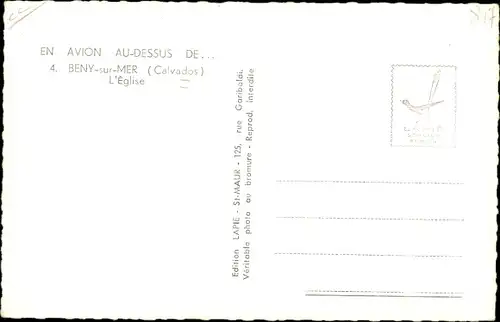 EN AVION AU-DESSUS DE...
4. BENY-sur-MER (Calvados)
L'Église
Edition LAPIE - St-MAUR - 125, rue Garibaldi.
Véritable photo au bromure - Reprod. interdite